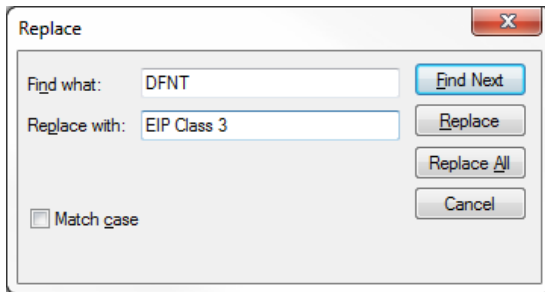 Replace
Find what: DFNT
Find Next
Replace with: EIP Class 3
Replace
Replace All
Cancel
Match case